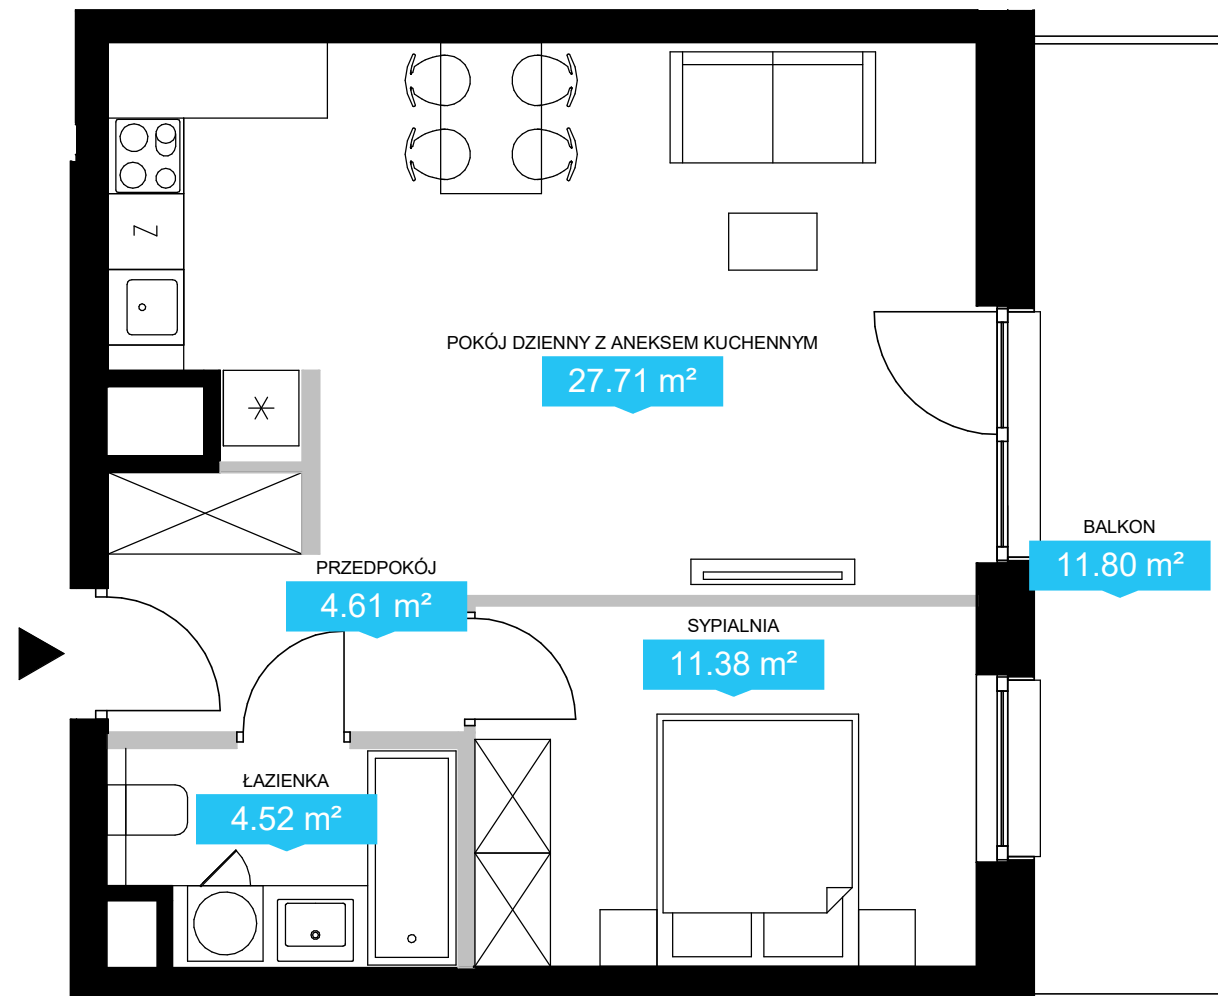 Z
POKÓJ DZIENNY Z ANEKSEM KUCHENNYM
27.71 m²
BALKON
11.80 m²
PRZEDPOKÓJ
4.61 m²
SYPIALNIA
11.38 m²
ŁAZIENKA
4.52 m²